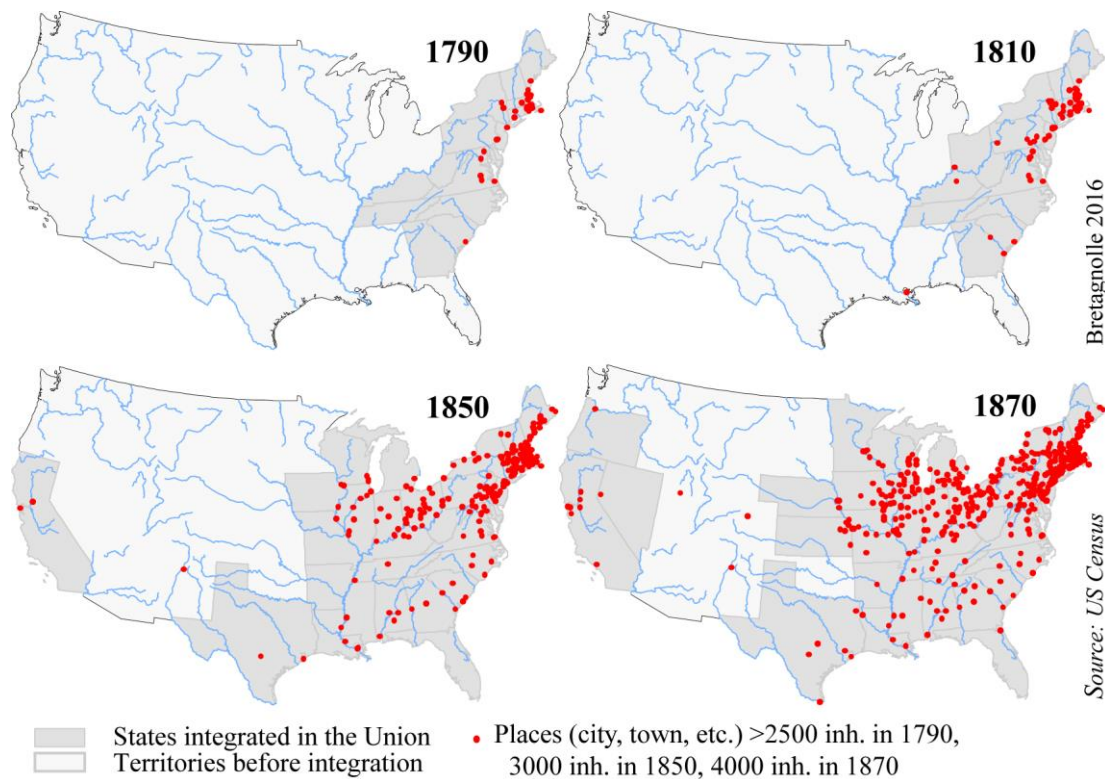 1790
1810
Bretagnolle 2016
1850
1870
Source: US Census
States integrated in the Union
Territories before integration
Places (city, town, etc.) >2500 inh. in 1790,
3000 inh. in 1850, 4000 inh. in 1870